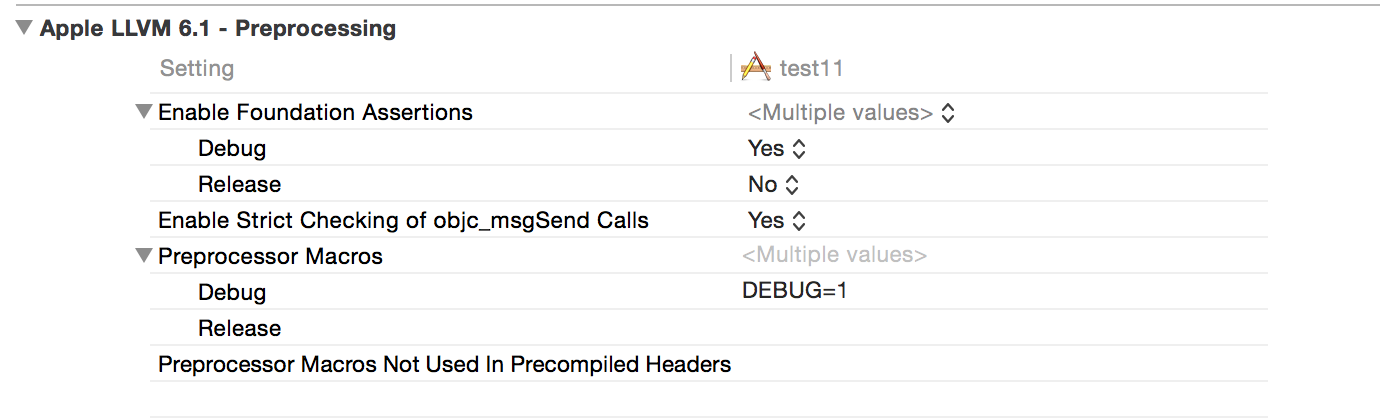 Apple LLVM 6.1 - Preprocessing
Setting test11
Enable Foundation Assertions <Multiple values>
Debug Yes
Release No
Enable Strict Checking of objc_msgSend Calls Yes
Preprocessor Macros <Multiple values>
Debug DEBUG=1
Release
Preprocessor Macros Not Used In Precompiled Headers